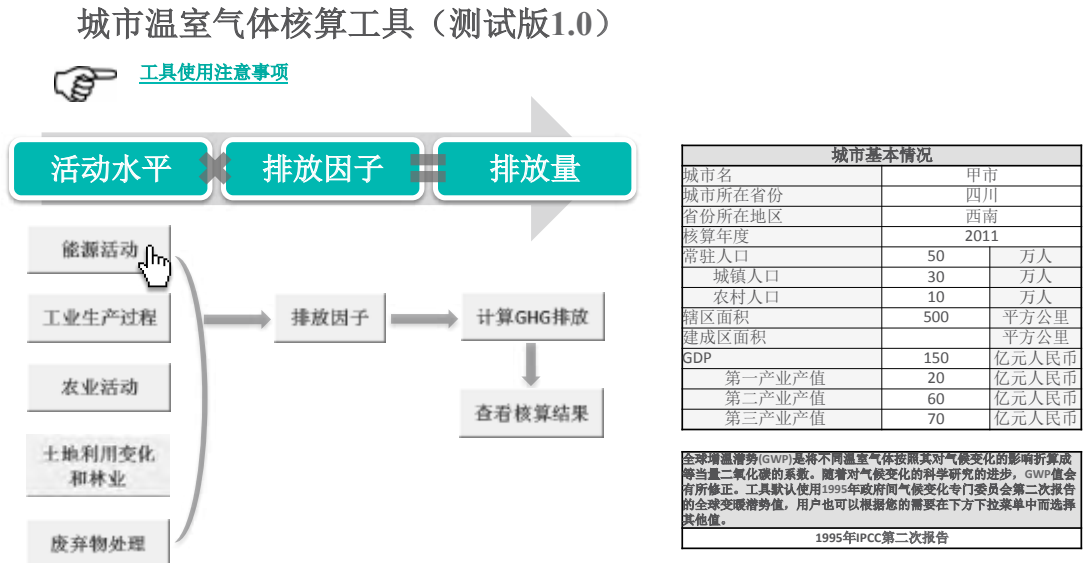 城市温室气体核算工具（测试版1.0）
工具使用注意事项
活动水平 × 排放因子 = 排放量
能源活动
工业生产过程
农业活动
土地利用变化
和林业
废弃物处理
排放因子
计算GHG排放
查看核算结果
城市基本情况
城市名 甲市
城市所在省份 四川
省份所在地区 西南
核算年度 2011
常驻人口 50 万人
城镇人口 30 万人
农村人口 10 万人
辖区面积 500 平方公里
建成区面积 平方公里
GDP 150 亿元人民币
第一产业产值 20 亿元人民币
第二产业产值 60 亿元人民币
第三产业产值 70 亿元人民币
全球增温潜势(GWP)是将不同温室气体按照其对气候变化的影响折算成
等当量二氧化碳的系数。随着对气候变化的科学研究的进步，GWP值会
有所修正。工具默认使用1995年政府间气候变化专门委员会第二次报告
的全球变暖潜势值，用户也可以根据您的需要在下方下拉菜单中而选择
其他值。
1995年IPCC第二次报告